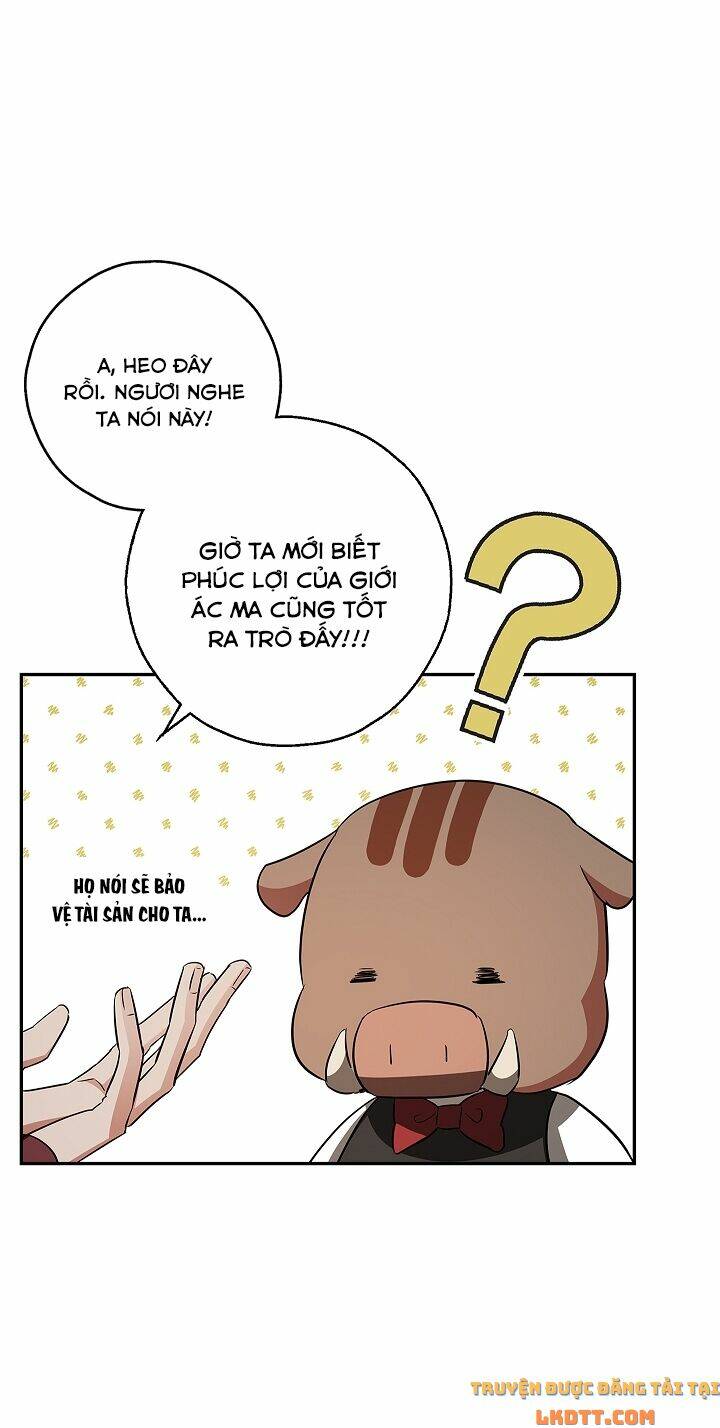 A, HEO ĐÂY
RỒI. NGƯƠI NGHE
TA NÓI NÀY!
GIỜ TA MỚI BIẾT
PHÚC LỢI CỦA GIỚI
ÁC MA CŨNG TỐT
RA TRÒ ĐẤY!!!
?
HỌ NÓI SẼ BẢO
VỆ TÀI SẢN CHO TA...
TRUYỆN ĐƯỢC ĐĂNG TẢI TẠI
LKDTT.COM